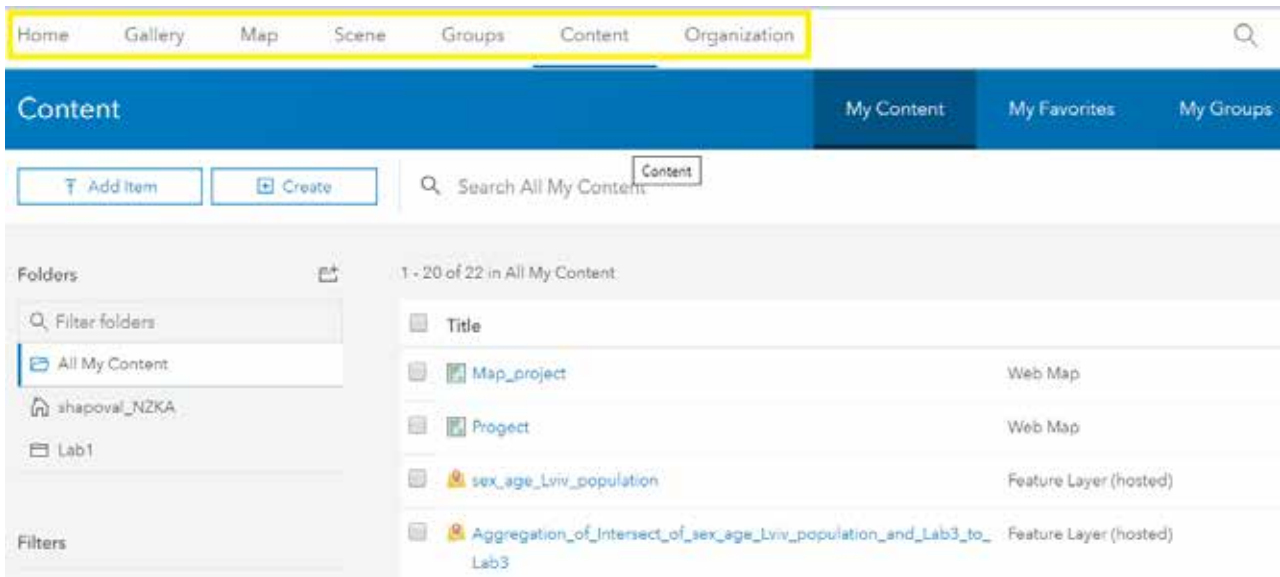 Home Gallery Map Scene Groups Content Organization
Content My Content My Favorites My Groups
Add Item Create Search All My Content
Content
Folders
1 - 20 of 22 in All My Content
Filter folders
Title
All My Content
Map_project Web Map
shapoval_NZKA
Progect Web Map
Lab1
sex_age_Lviv_population Feature Layer (hosted)
Filters
Aggregation_of_Intersect_of_sex_age_Lviv_population_and_Lab3_to_ Feature Layer (hosted)
Lab3